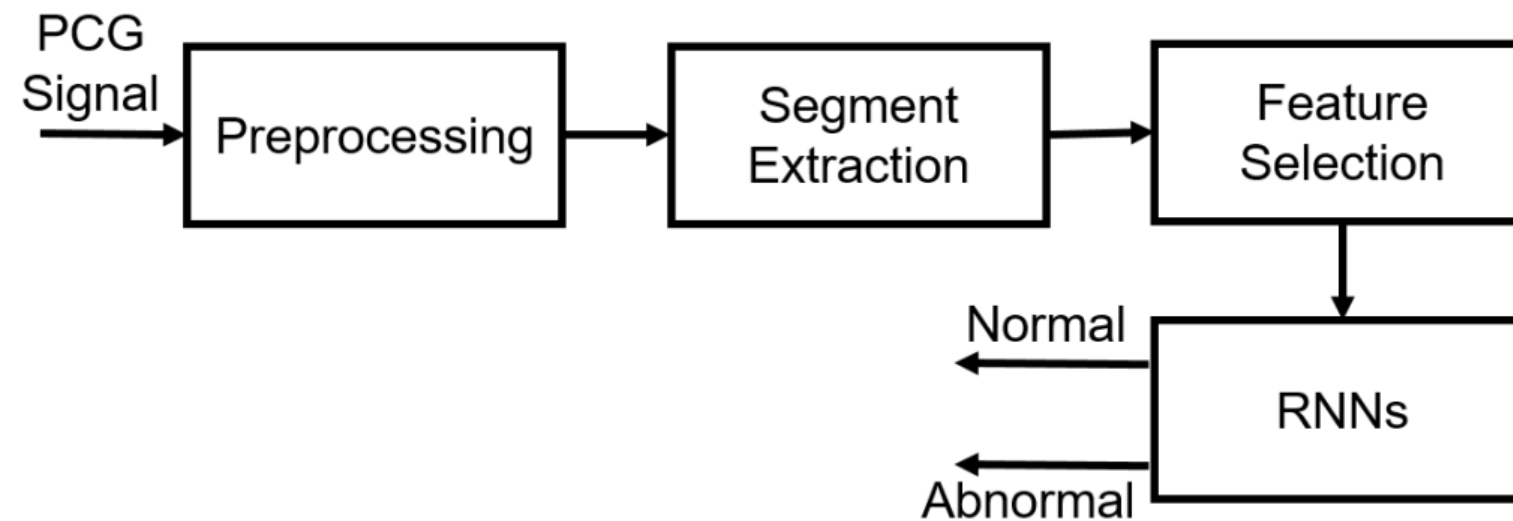 PCG
Signal
Preprocessing
Segment
Extraction
Feature
Selection
Normal
RNNs
Abnormal